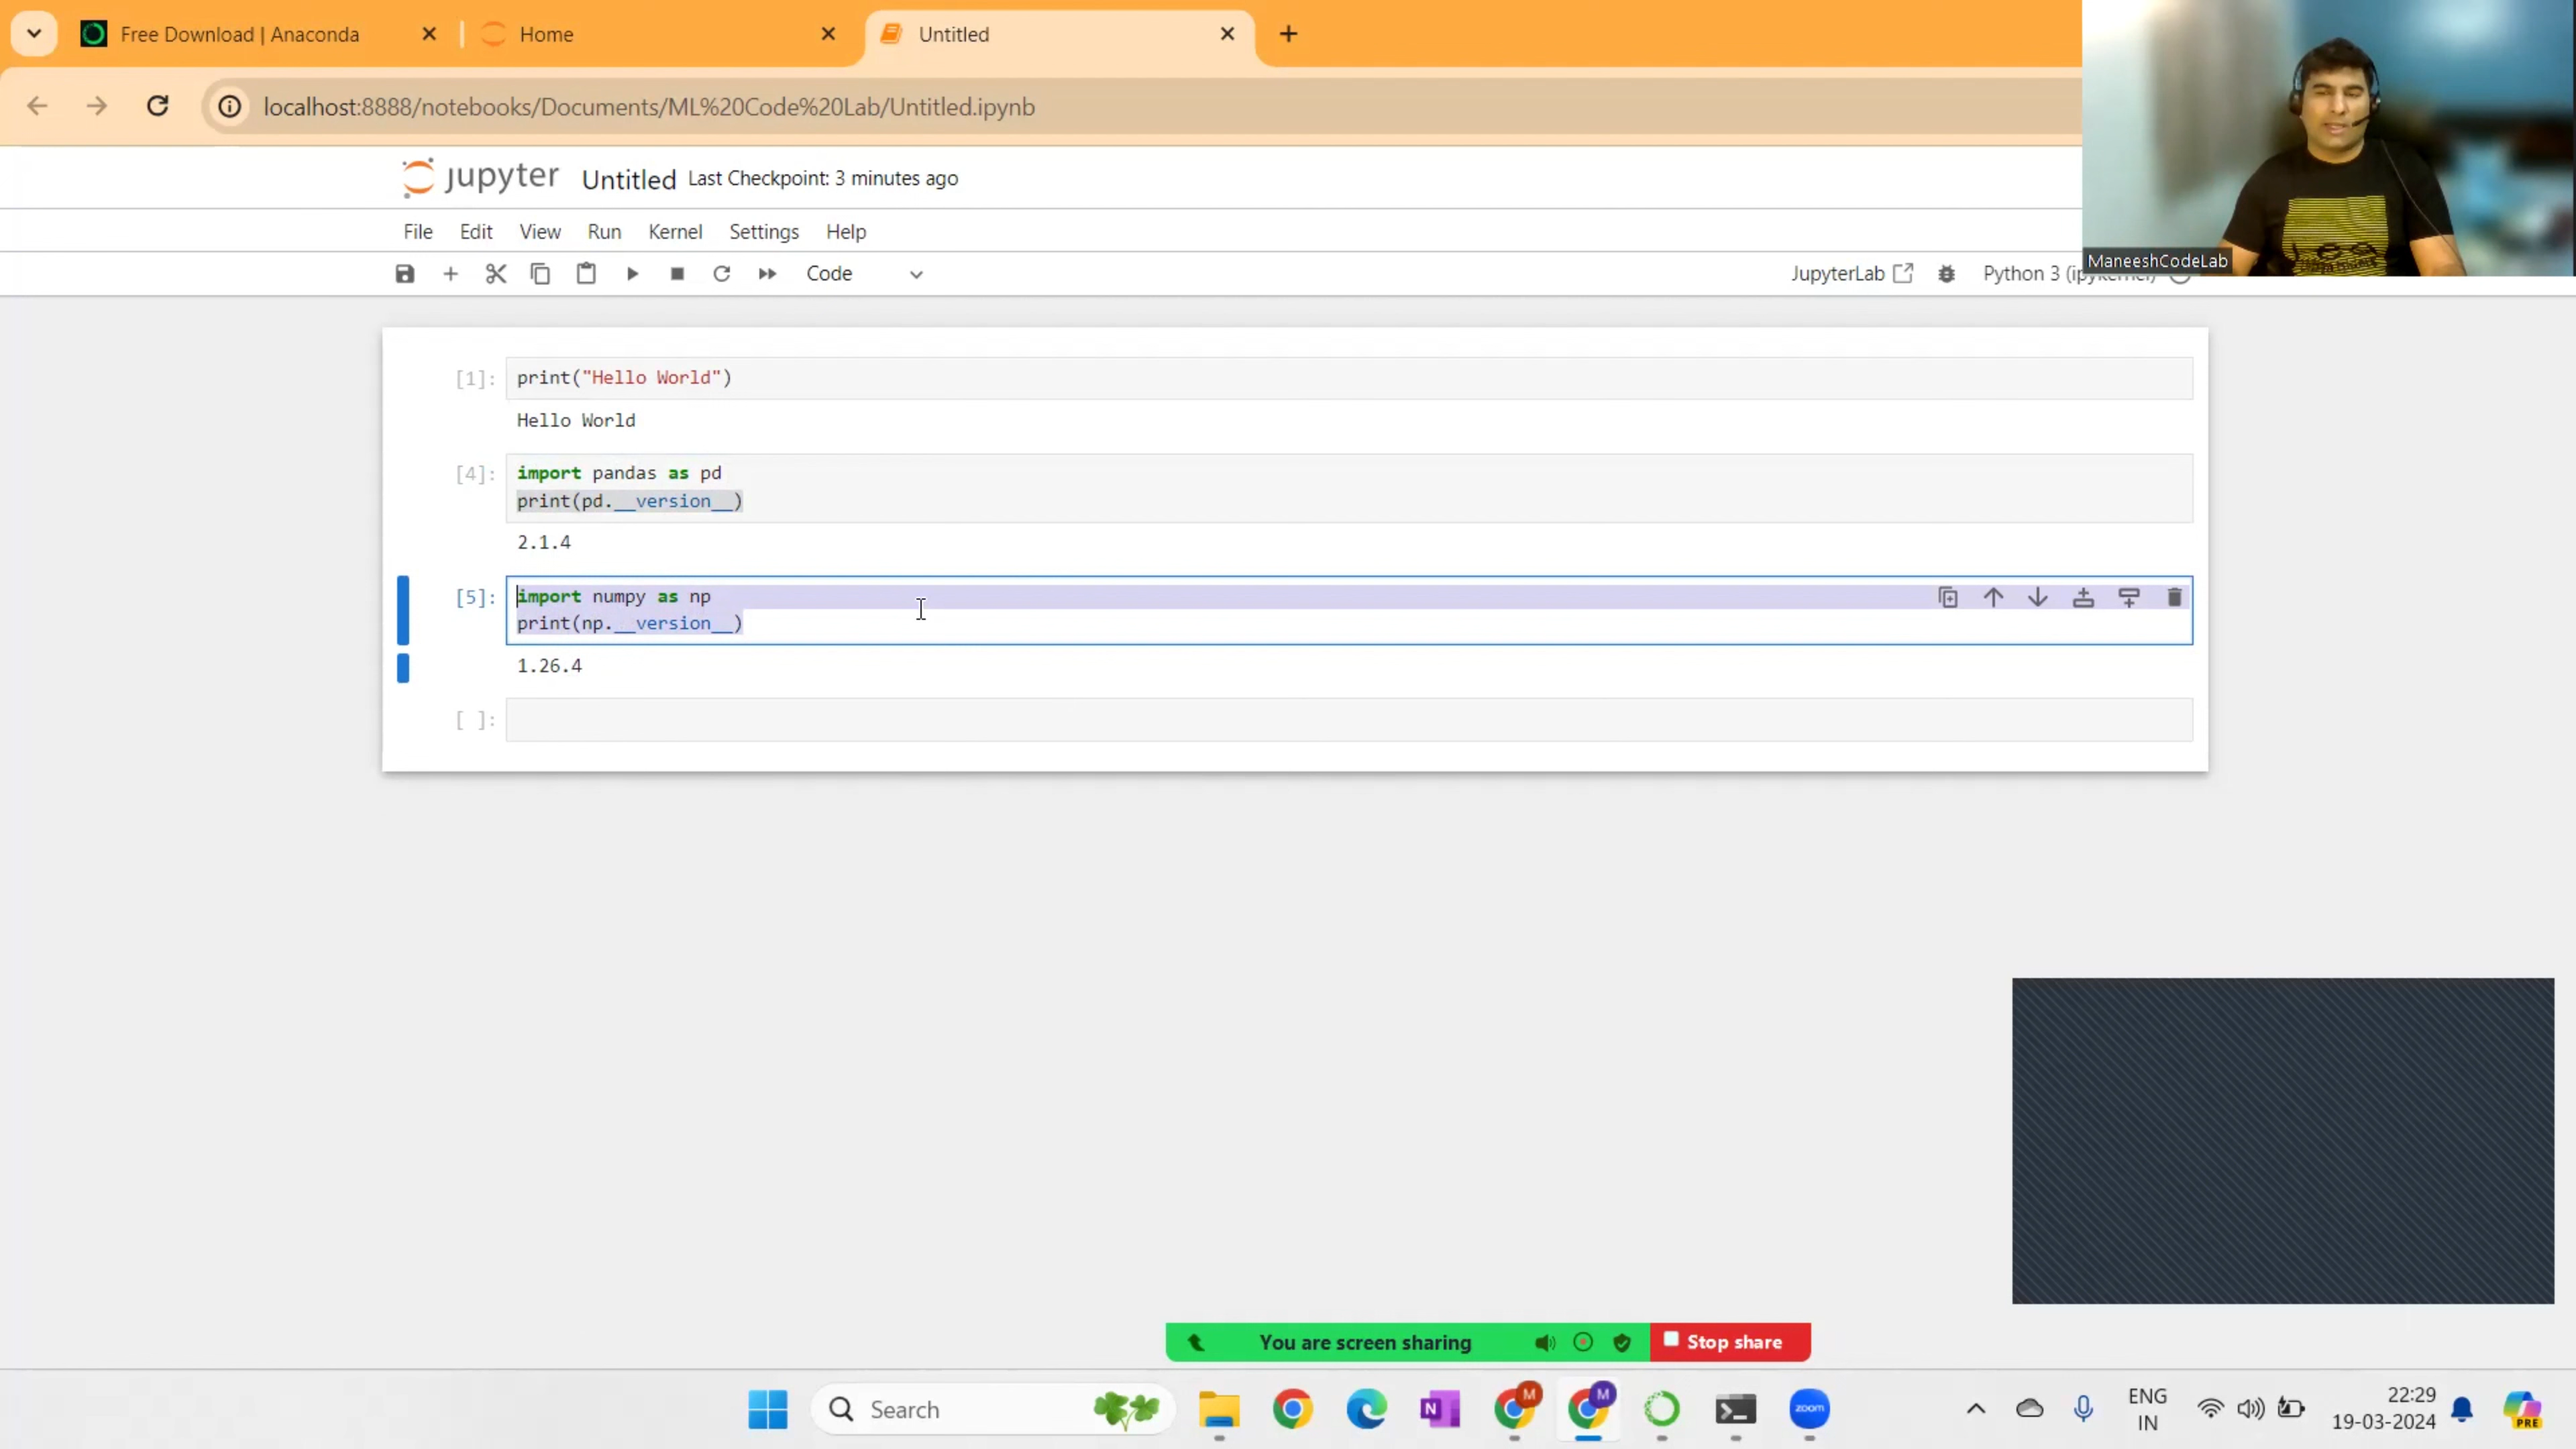 Free Download | Anaconda
Home
Untitled
localhost:8888/notebooks/Documents/ML%20Code%20Lab/Untitled.ipynb
jupyter Untitled Last Checkpoint: 3 minutes ago
File Edit View Run Kernel Settings Help
Code
JupyterLab
Python 3 (ipykernel)
ManeeshCodeLab
[1]: print("Hello World")
Hello World
[4]: import pandas as pd
print(pd.__version__)
2.1.4
[5]: import numpy as np
print(np.__version__)
1.26.4
[ ]:
You are screen sharing
Stop share
Search
N
M
M
zoom
ENG
IN
22:29
19-03-2024
PRE